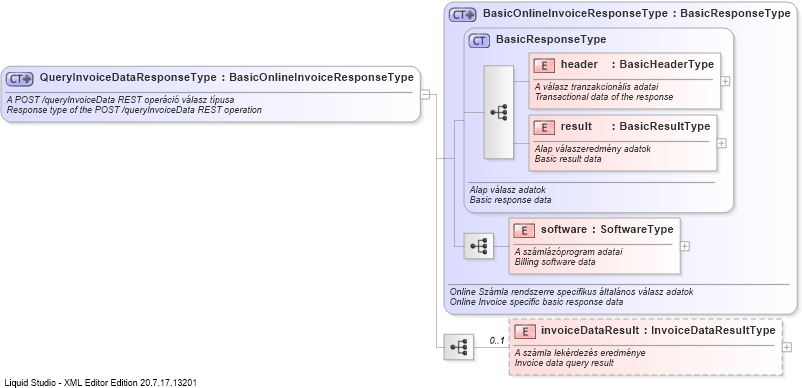 CT+ QueryInvoiceDataResponseType : BasicOnlineInvoiceResponseType
A POST /queryInvoiceData REST operáció válasz típusa
Response type of the POST /queryInvoiceData REST operation
CT+ BasicOnlineInvoiceResponseType : BasicResponseType
CT BasicResponseType
E header : BasicHeaderType
A válasz tranzakcionális adatai
Transactional data of the response
E result : BasicResultType
Alap válaszeredmény adatok
Basic result data
Alap válasz adatok
Basic response data
E software : SoftwareType
A számlázóprogram adatai
Billing software data
Online Számla rendszerre specifikus általános válasz adatok
Online Invoice specific basic response data
0..1
E invoiceDataResult : InvoiceDataResultType
A számla lekérdezés eredménye
Invoice data query result
Liquid Studio - XML Editor Edition 20.7.17.13201